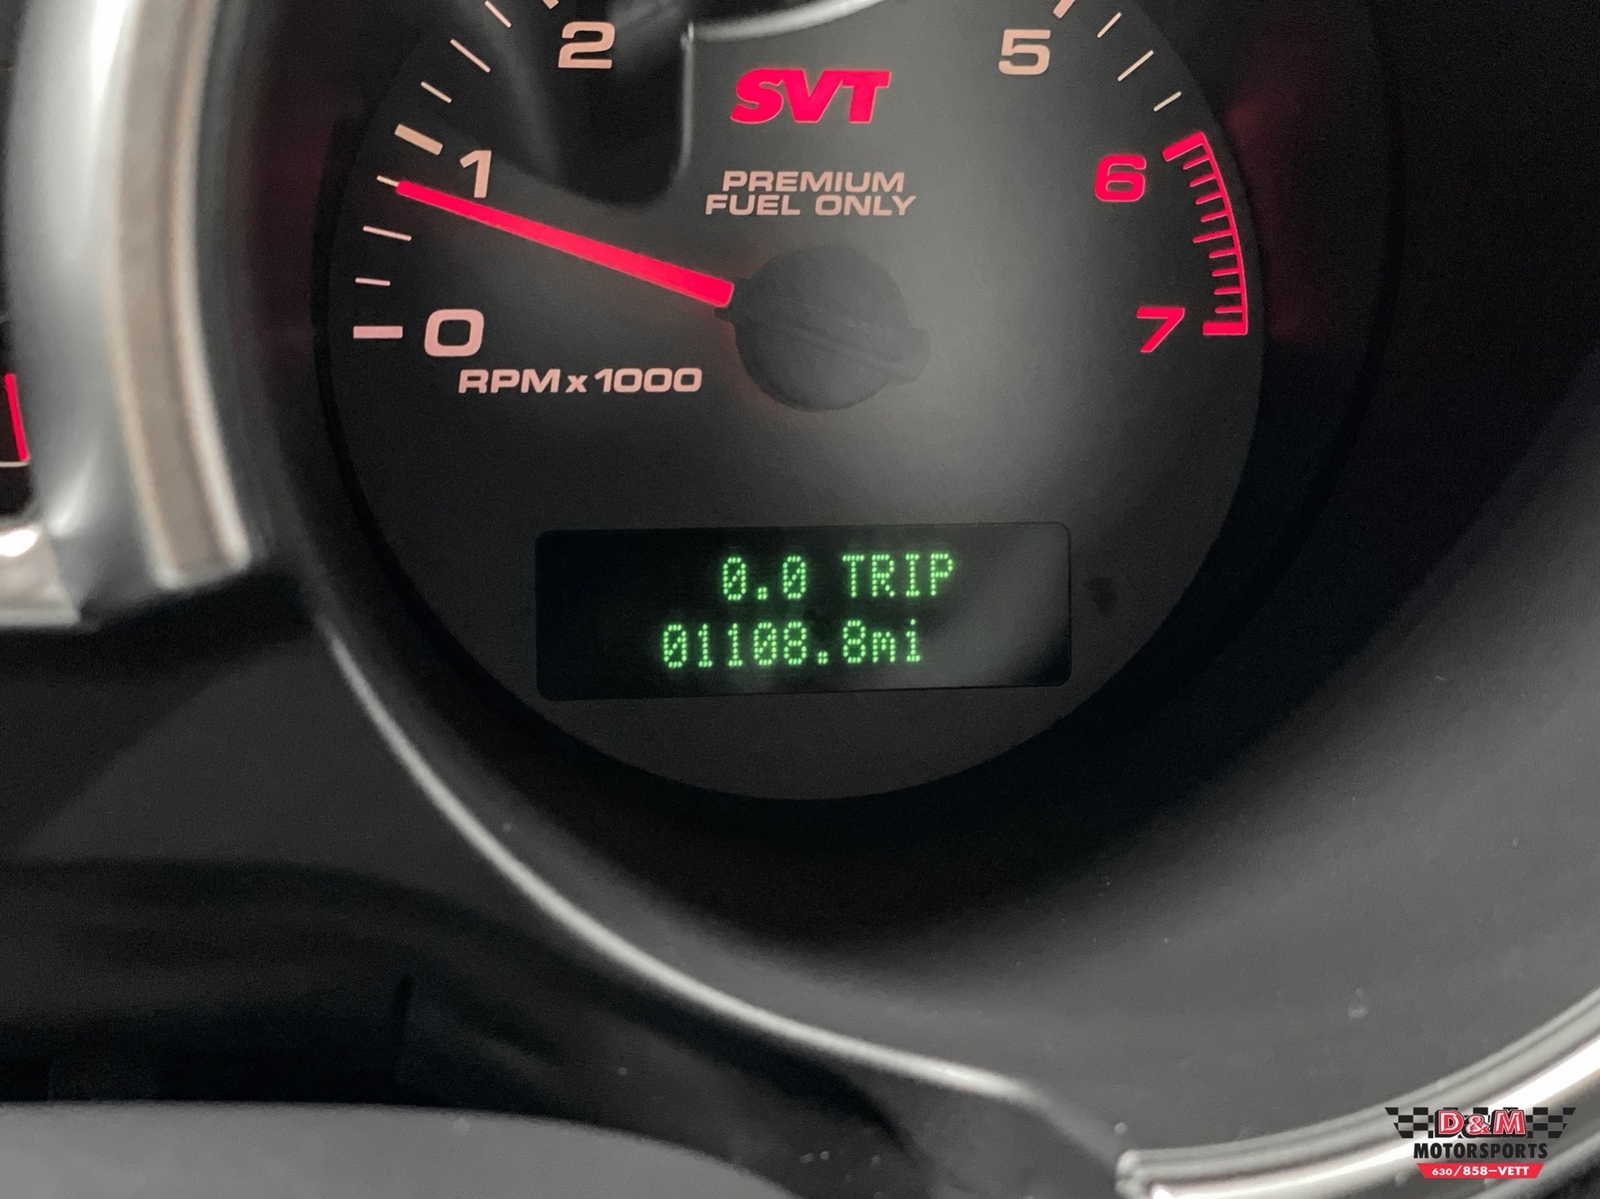 2
5
SVT
1
PREMIUM
FUEL ONLY
6
0
7
RPM x 1000
0.0 TRIP
01108.8mi
D&M
MOTORSPORTS
630/858-VETT